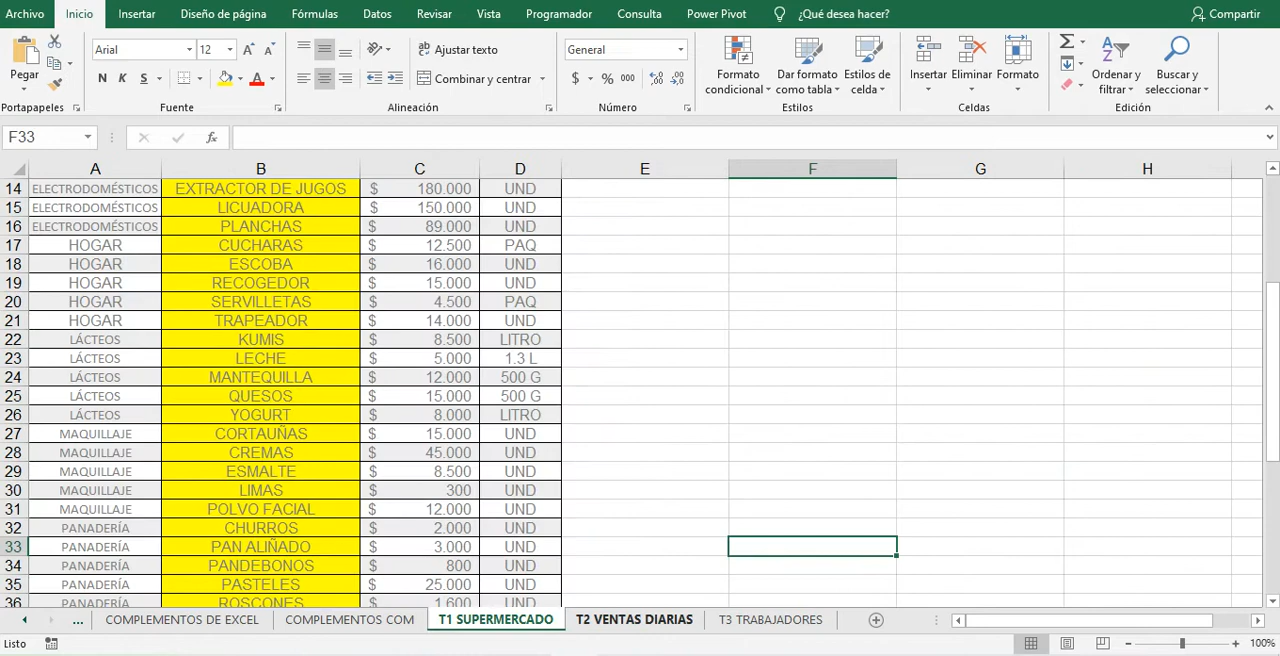 Archivo Inicio Insertar Diseño de página Fórmulas Datos Revisar Vista Programador Consulta Power Pivot ¿Qué desea hacer? Compartir
Pegar
Portapapeles
Arial 12
N K S
Fuente
Ajustar texto
Combinar y centrar
Alineación
General
$ % 000
Número
Formato condicional
Dar formato como tabla
Estilos de celda
Estilos
Insertar Eliminar Formato
Celdas
Ordenar y filtrar
Buscar y seleccionar
Edición
F33 fx
A B C D E F G H
14 ELECTRODOMÉSTICOS EXTRACTOR DE JUGOS $ 180.000 UND
15 ELECTRODOMÉSTICOS LICUADORA $ 150.000 UND
16 ELECTRODOMÉSTICOS PLANCHAS $ 89.000 UND
17 HOGAR CUCHARAS $ 12.500 PAQ
18 HOGAR ESCOBA $ 16.000 UND
19 HOGAR RECOGEDOR $ 15.000 UND
20 HOGAR SERVILLETAS $ 4.500 PAQ
21 HOGAR TRAPEADOR $ 14.000 UND
22 LÁCTEOS KUMIS $ 8.500 LITRO
23 LÁCTEOS LECHE $ 5.000 1.3 L
24 LÁCTEOS MANTEQUILLA $ 12.000 500 G
25 LÁCTEOS QUESOS $ 15.000 500 G
26 LÁCTEOS YOGURT $ 8.000 LITRO
27 MAQUILLAJE CORTAUÑAS $ 15.000 UND
28 MAQUILLAJE CREMAS $ 45.000 UND
29 MAQUILLAJE ESMALTE $ 8.500 UND
30 MAQUILLAJE LIMAS $ 300 UND
31 MAQUILLAJE POLVO FACIAL $ 12.000 UND
32 PANADERÍA CHURROS $ 2.000 UND
33 PANADERÍA PAN ALIÑADO $ 3.000 UND
34 PANADERÍA PANDEBONOS $ 800 UND
35 PANADERÍA PASTELES $ 25.000 UND
36 PANADERÍA ROSCONES $ 1.600 UND
... COMPLEMENTOS DE EXCEL COMPLEMENTOS COM T1 SUPERMERCADO T2 VENTAS DIARIAS T3 TRABAJADORES
Listo 100%